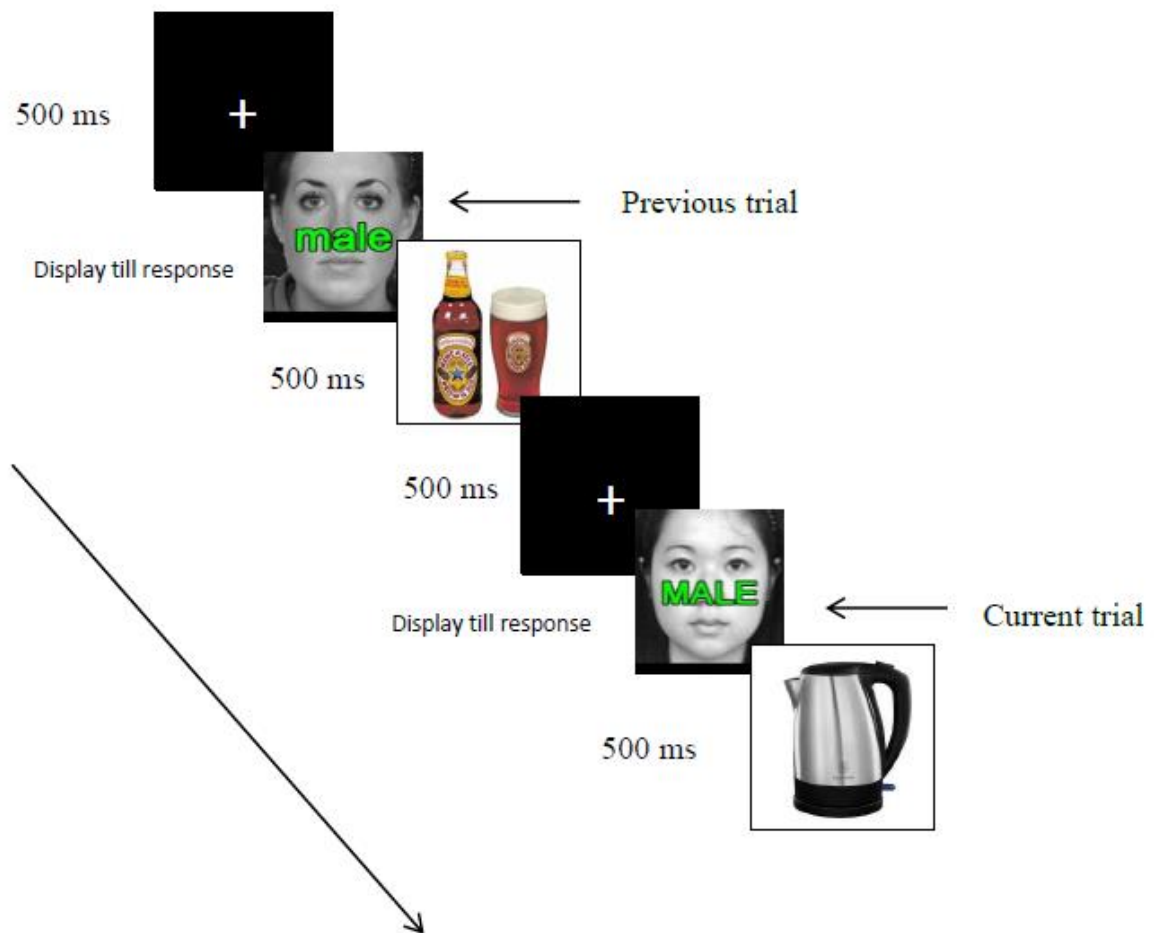 500 ms
male
Previous trial
Display till response
500 ms
500 ms
MALE
Display till response
Current trial
500 ms